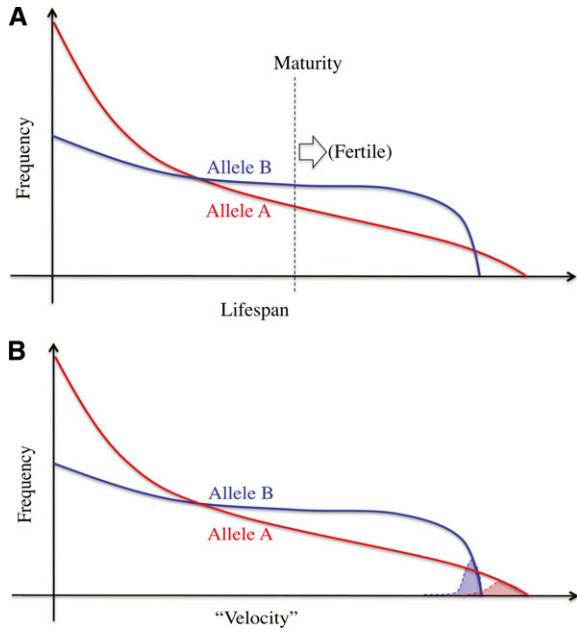 A
Frequency
Maturity
(Fertile)
Allele B
Allele A
Lifespan
B
Frequency
Allele B
Allele A
“Velocity”